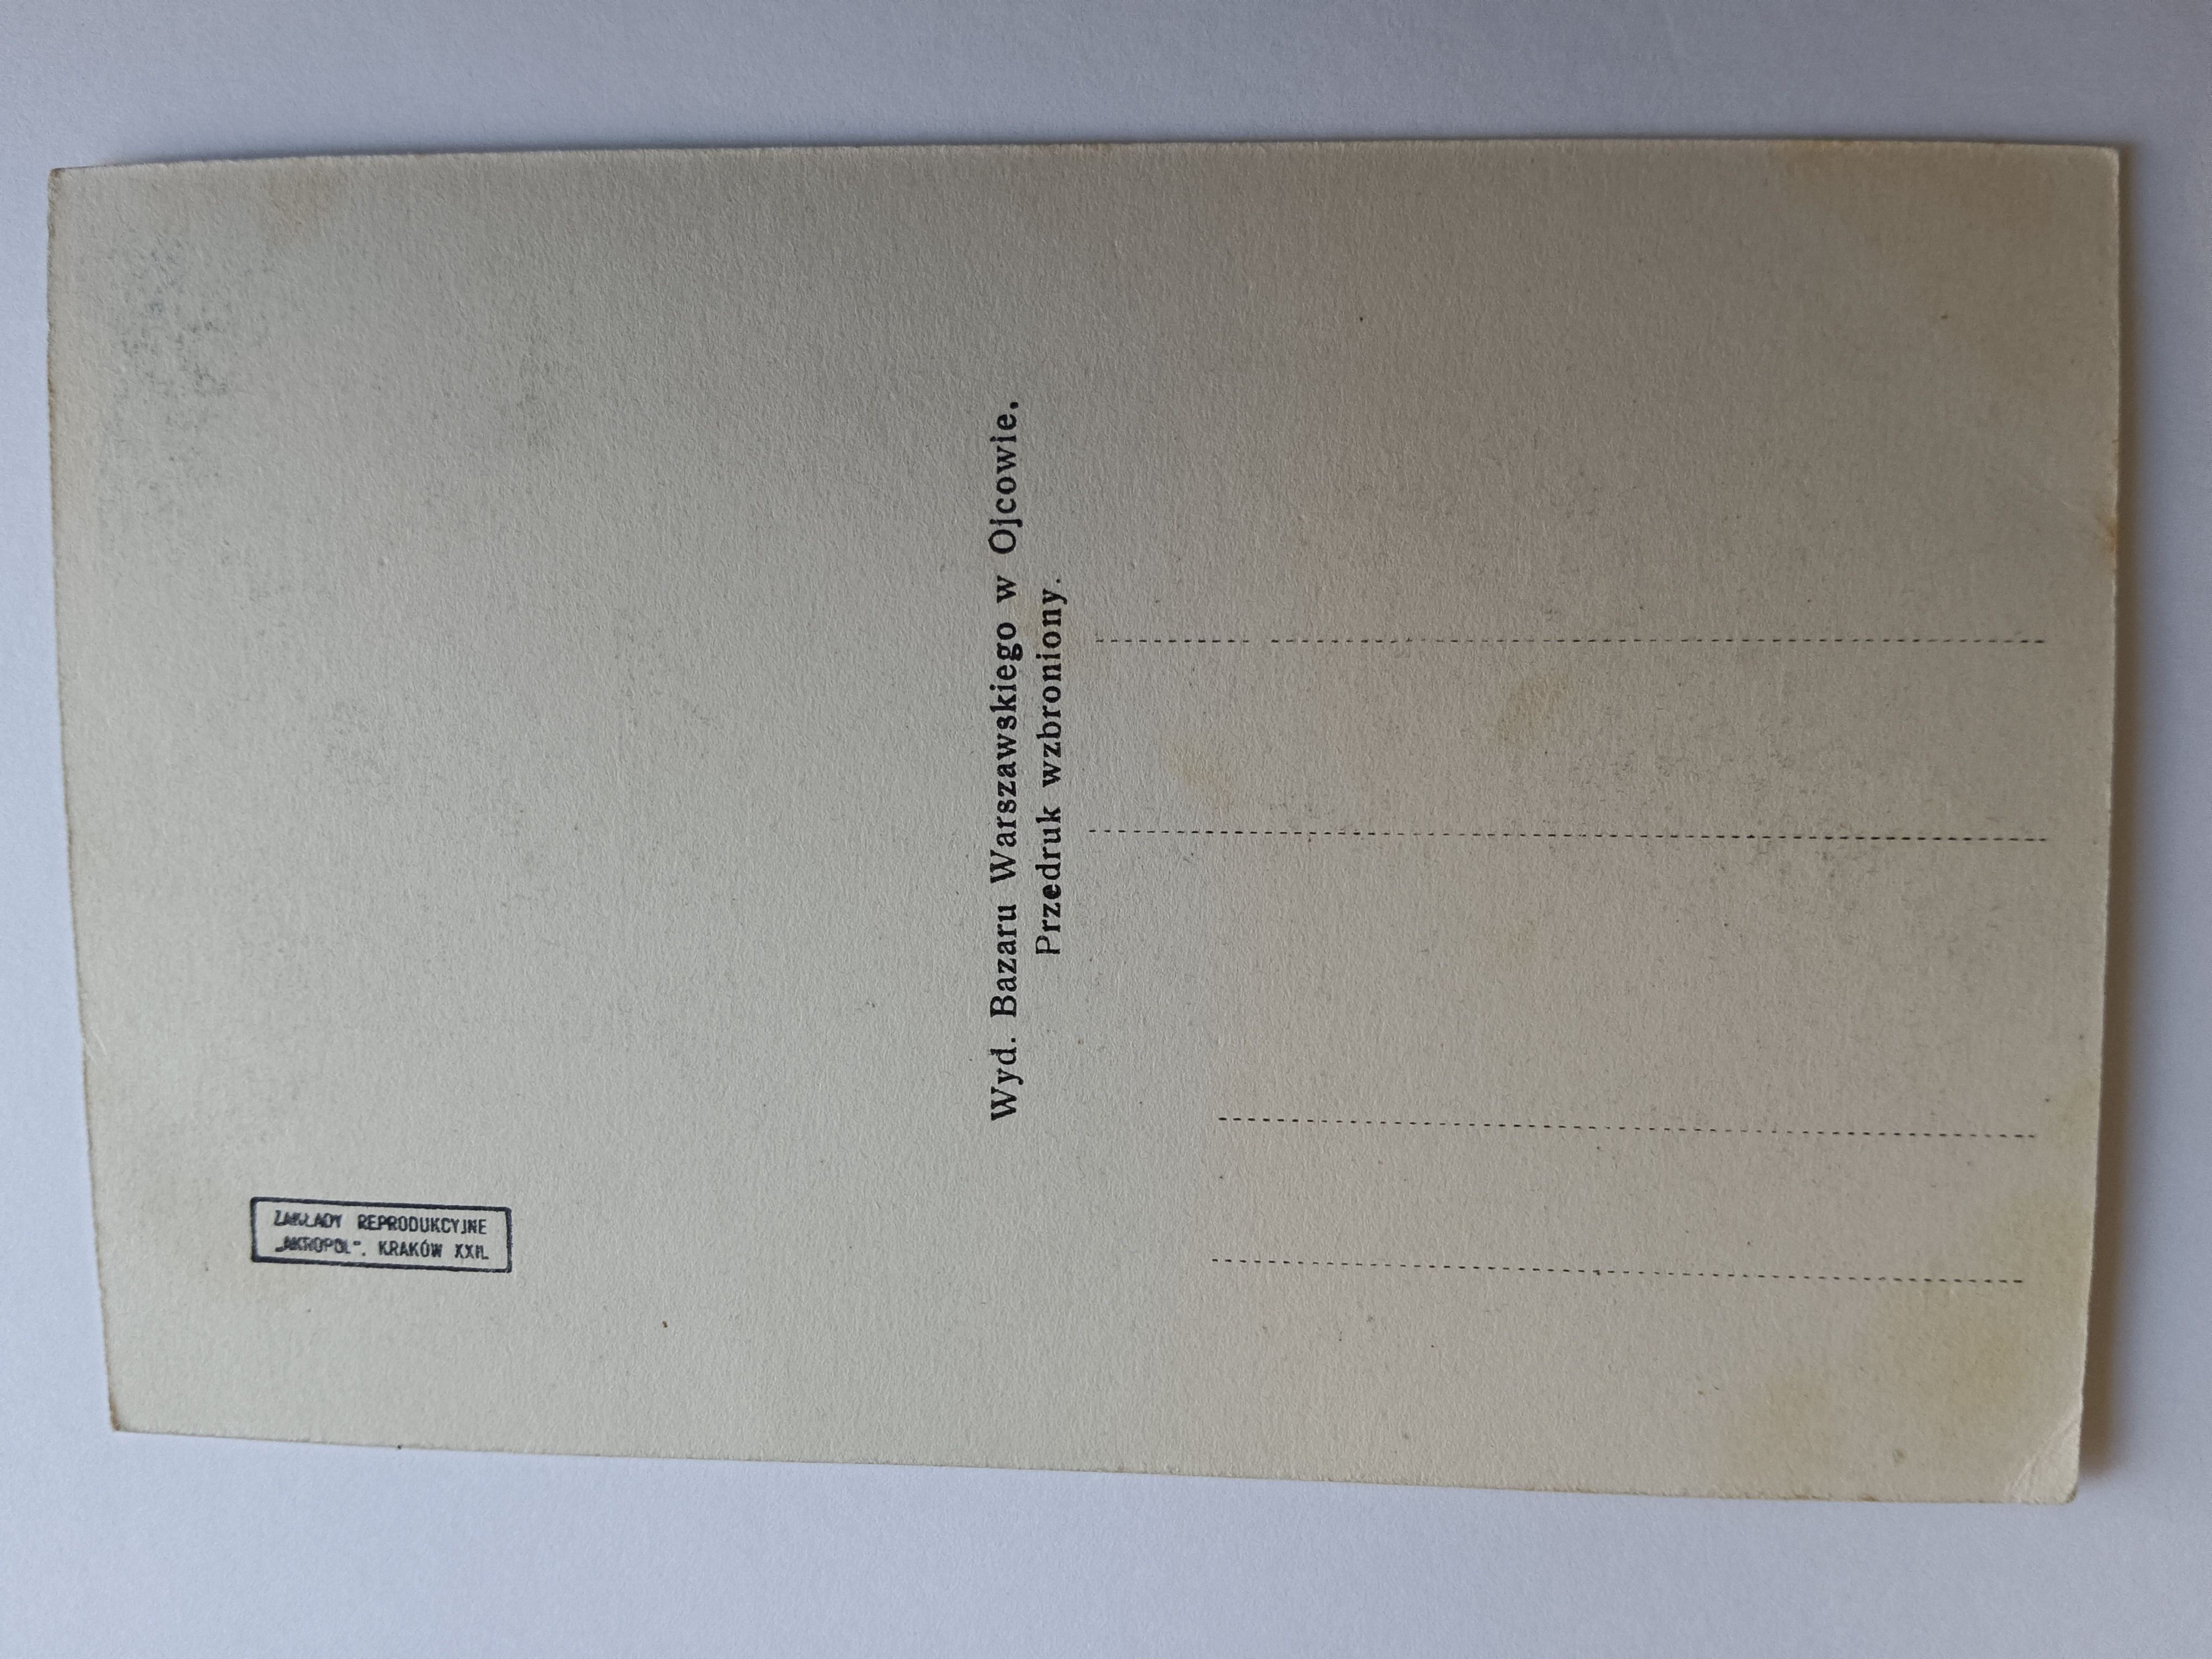 Wyd. Bazaru Warszawskiego w Ojcowie.
Przedruk wzbroniony.
ZAKŁADY REPRODUKCYJNE
„AKROPOL”. KRAKÓW XXII.